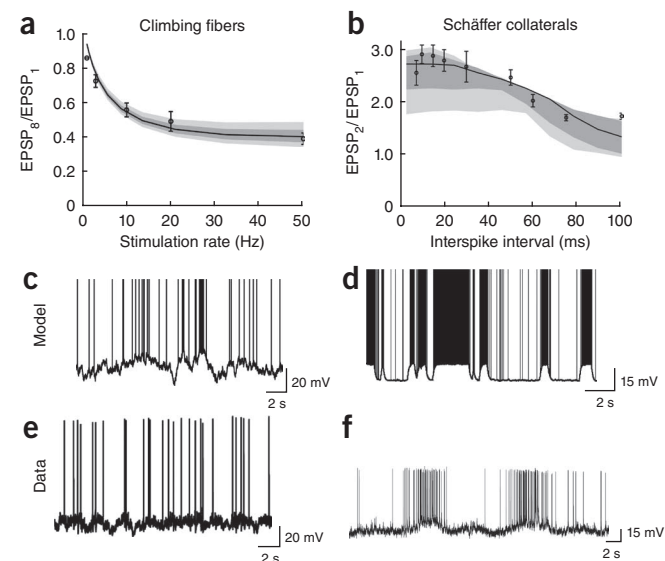 a Climbing fibers
EPSP8/EPSP1
1.0
0.8
0.6
0.4
0.2
0
0 10 20 30 40 50
Stimulation rate (Hz)
b Schäffer collaterals
EPSP2/ EPSP1
3.0
2.0
1.0
0 20 40 60 80 100
Interspike interval (ms)
c
Model
20 mV
2 s
d
15 mV
2 s
e
Data
20 mV
2 s
f
15 mV
2 s